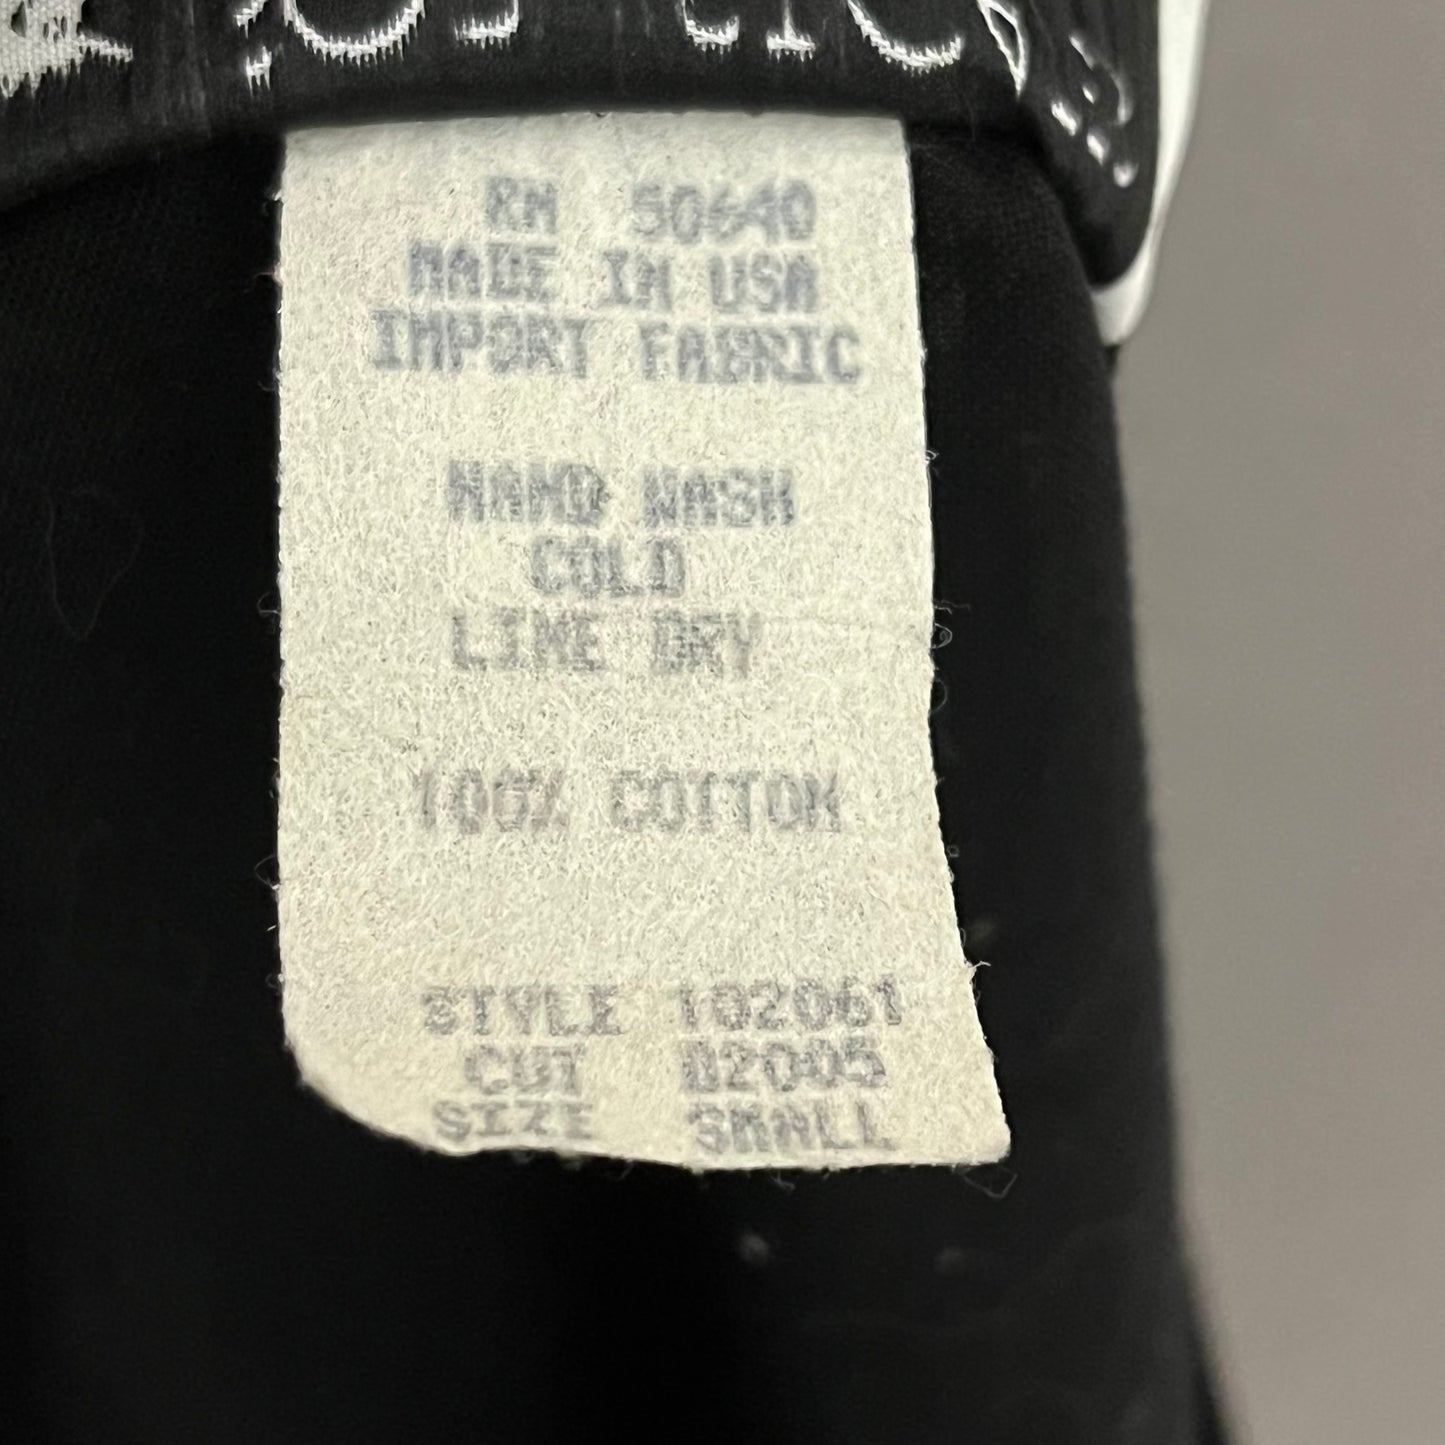 RN 50640
MADE IN USA
IMPORT FABRIC
HAND WASH
COLD
LINE DRY
100% COTTON
STYLE 102061
CUT 02005
SIZE SMALL